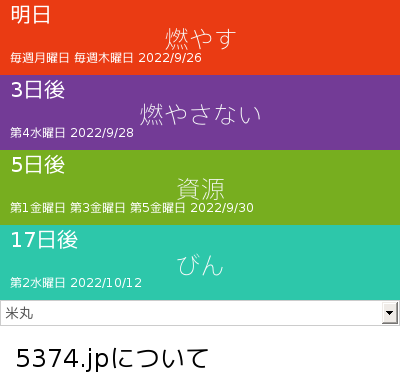 明日
燃やす
毎週月曜日 毎週木曜日 2022/9/26
3日後
燃やさない
第4水曜日 2022/9/28
5日後
資源
第1金曜日 第3金曜日 第5金曜日 2022/9/30
17日後
びん
第2水曜日 2022/10/12
米丸
5374.jpについて